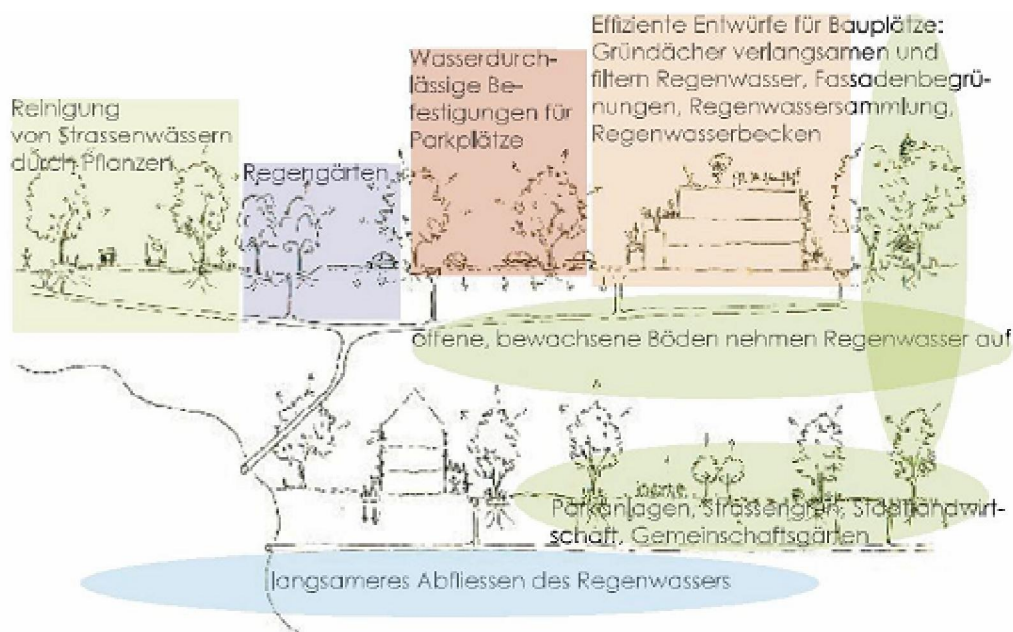 Reinigung
von Strassenwässern
durch Pflanzen
Regengärten
Wasserdurch-
lässige Be-
festigungen für
Parkplätze
Effiziente Entwürfe für Bauplätze:
Gründächer verlangsamen und
filtern Regenwasser, Fassadenbegrü-
nungen, Regenwassersammlung,
Regenwasserbecken
offene, bewachsene Böden nehmen Regenwasser auf
Parkanlagen, Strassengrün, Stadtlandwirt-
schaft, Gemeinschaftsgärten
langsameres Abfliessen des Regenwassers